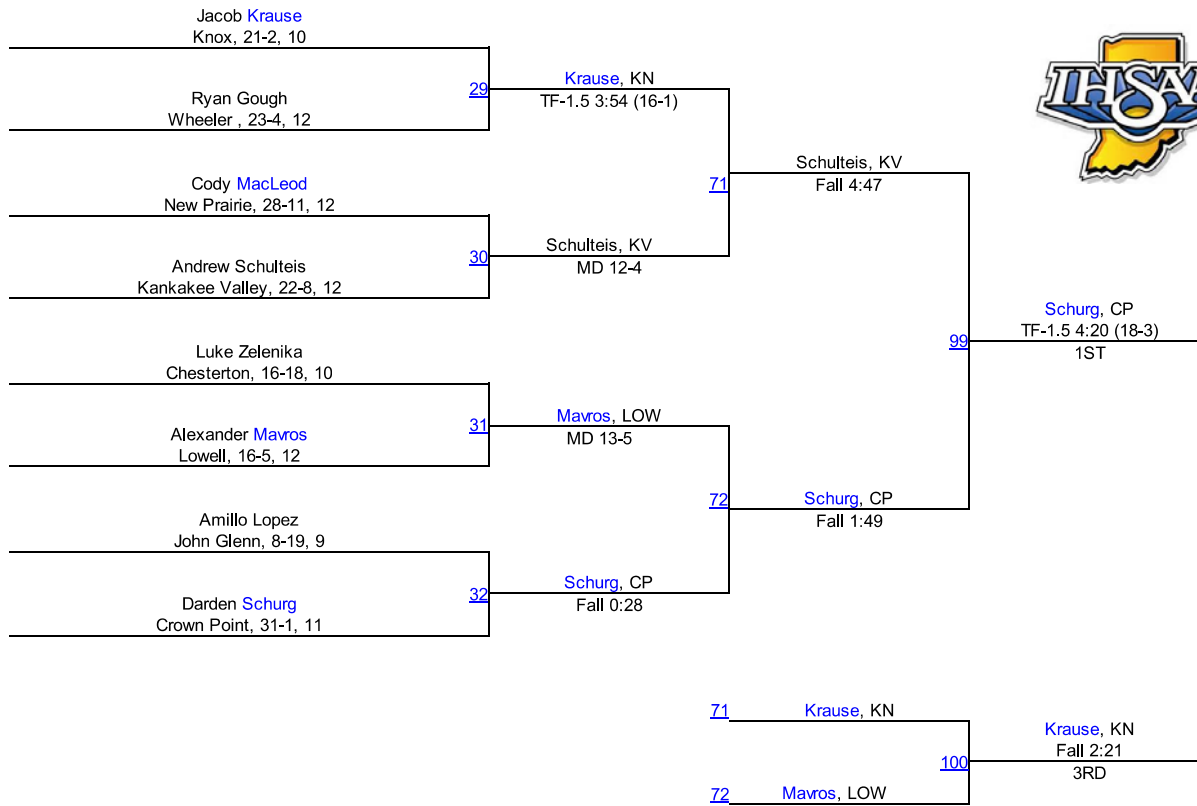 Jacob Krause
Knox, 21-2, 10
29
Krause, KN
TF-1.5 3:54 (16-1)
Ryan Gough
Wheeler , 23-4, 12
71
Schulteis, KV
Fall 4:47
Cody MacLeod
New Prairie, 28-11, 12
30
Schulteis, KV
MD 12-4
Andrew Schulteis
Kankakee Valley, 22-8, 12
99
Schurg, CP
TF-1.5 4:20 (18-3)
1ST
Luke Zelenika
Chesterton, 16-18, 10
31
Mavros, LOW
MD 13-5
Alexander Mavros
Lowell, 16-5, 12
72
Schurg, CP
Fall 1:49
Amillo Lopez
John Glenn, 8-19, 9
32
Schurg, CP
Fall 0:28
Darden Schurg
Crown Point, 31-1, 11
71
Krause, KN
100
Krause, KN
Fall 2:21
3RD
72
Mavros, LOW
IHSAA